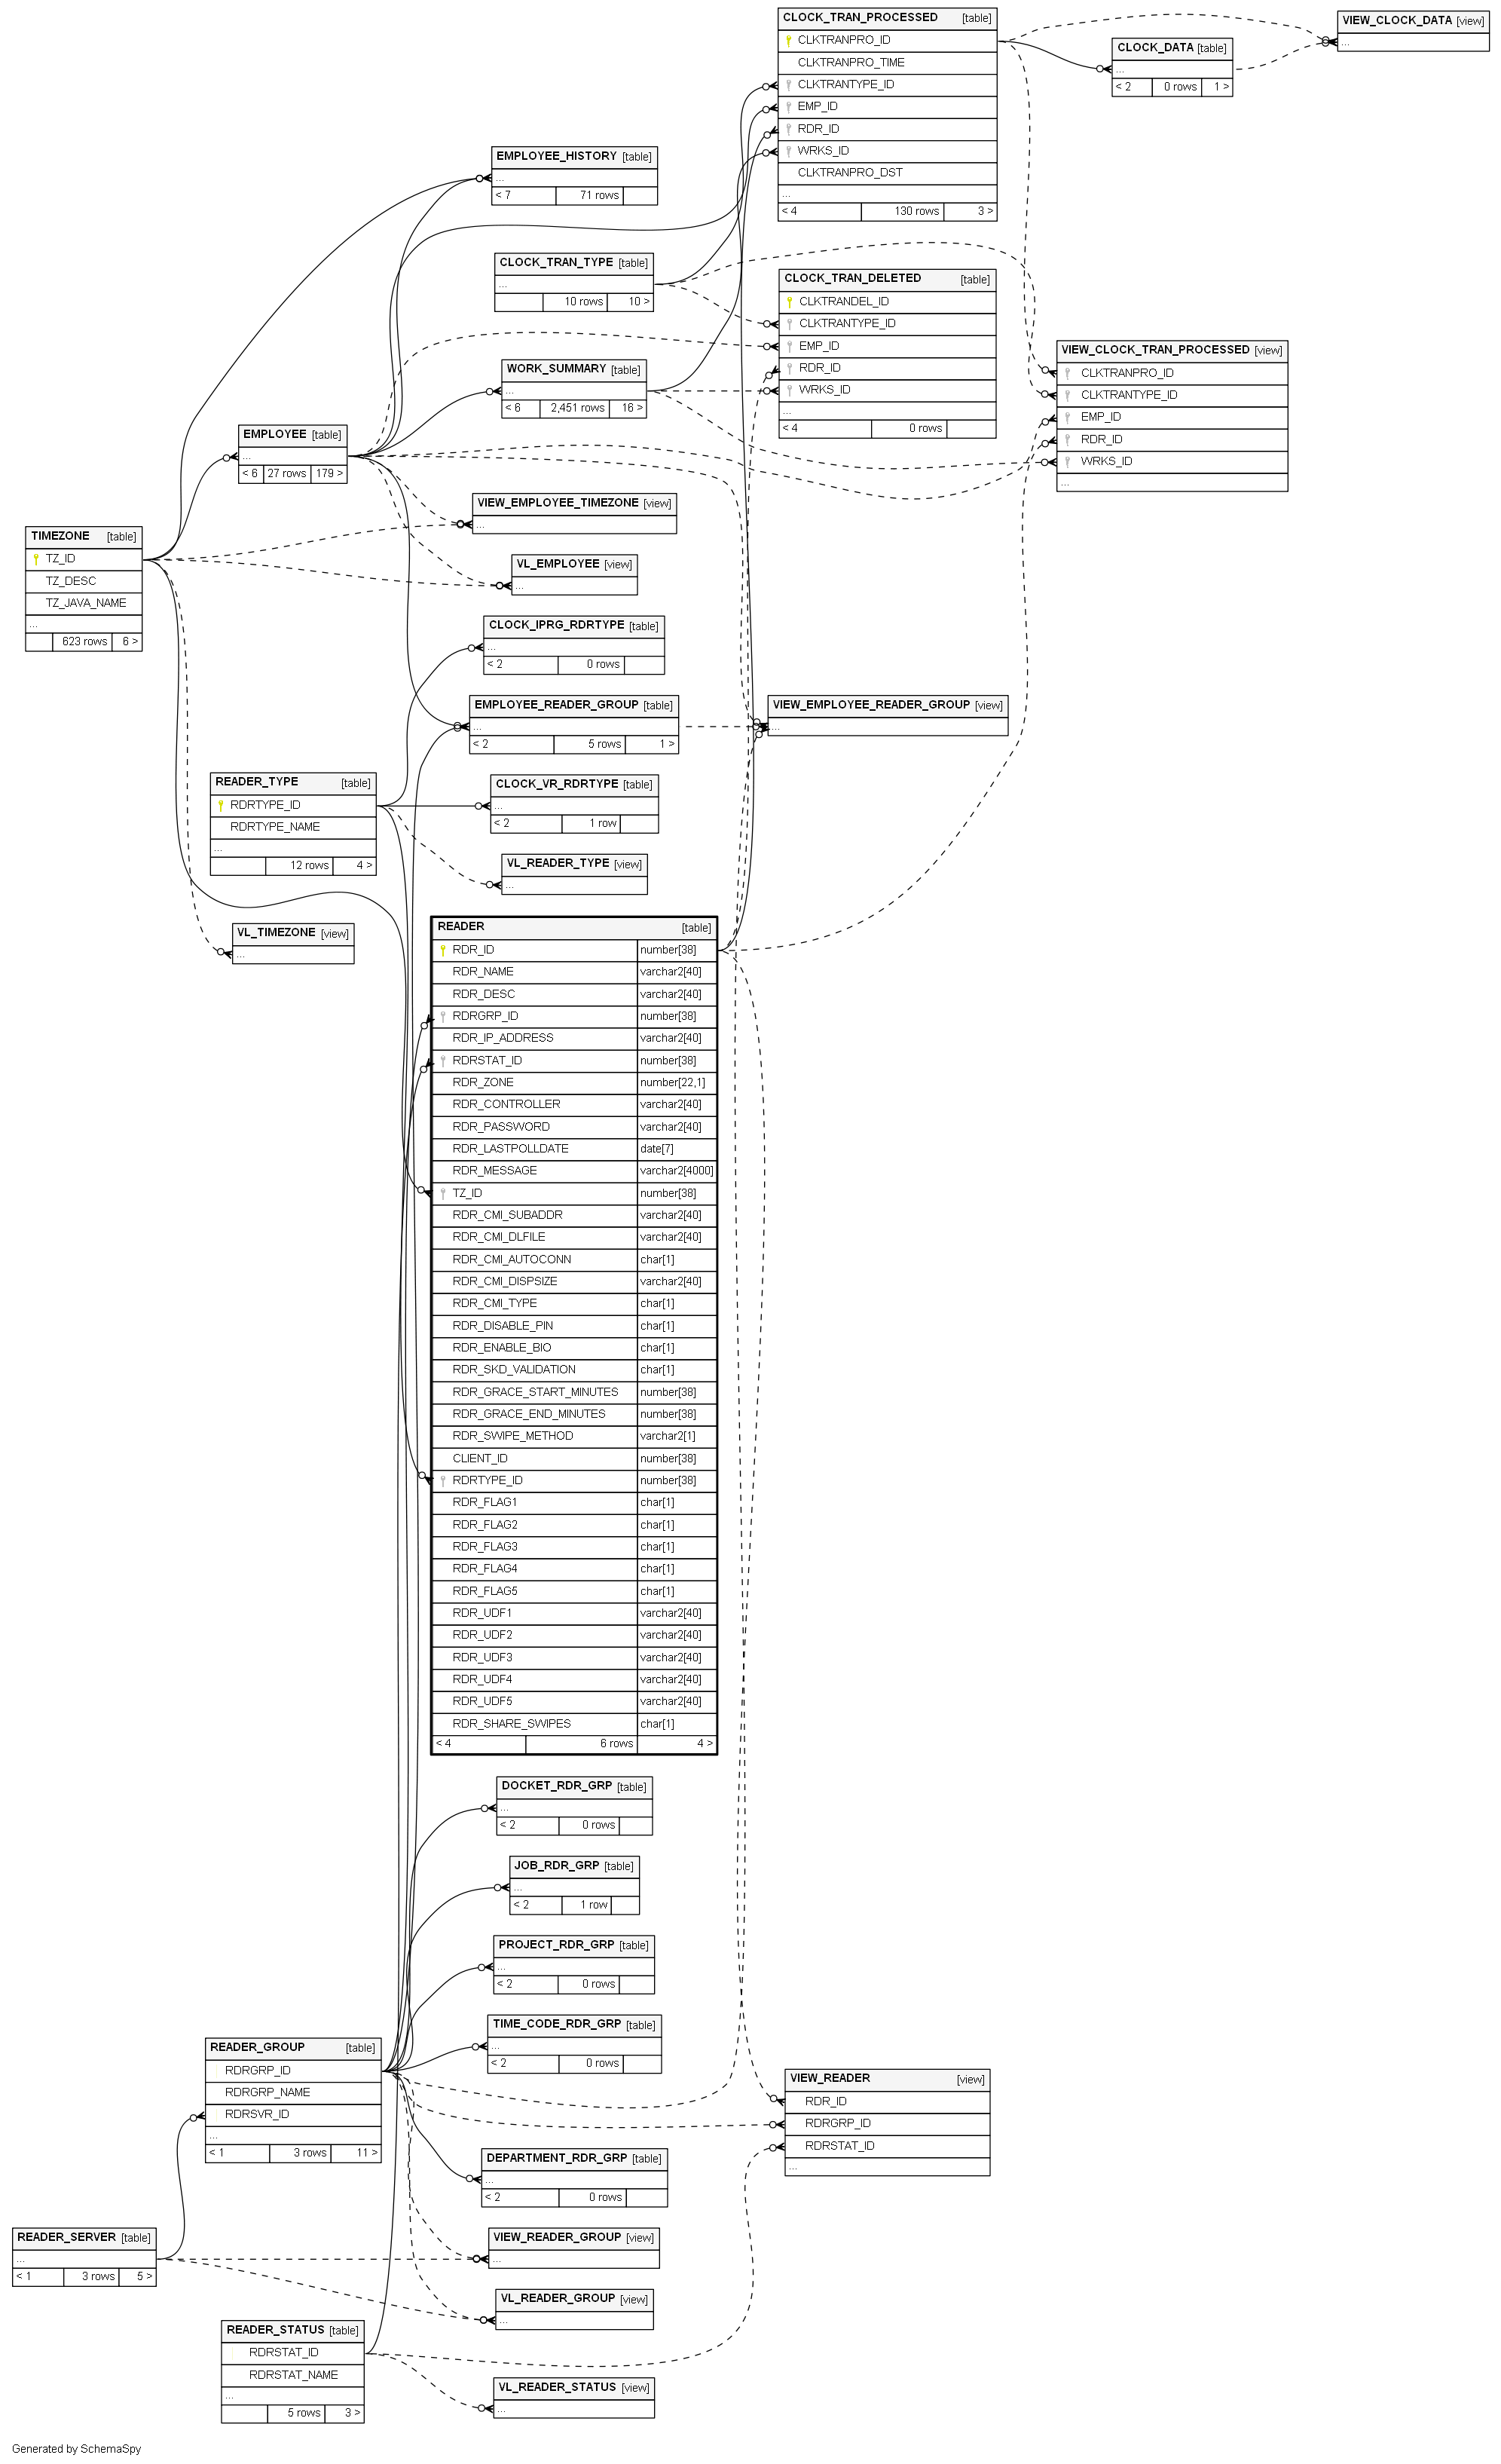 CLOCK_TRAN_PROCESSED [table]
CLKTRANPRO_ID
CLKTRANPRO_TIME
CLKTRANTYPE_ID
EMP_ID
RDR_ID
WRKS_ID
CLKTRANPRO_DST
...
< 4 130 rows 3 >
VIEW_CLOCK_DATA [view]
...
CLOCK_DATA [table]
...
< 2 0 rows 1 >
EMPLOYEE_HISTORY [table]
...
< 7 71 rows
CLOCK_TRAN_TYPE [table]
...
10 rows 10 >
CLOCK_TRAN_DELETED [table]
CLKTRANDEL_ID
CLKTRANTYPE_ID
EMP_ID
RDR_ID
WRKS_ID
...
< 4 0 rows
VIEW_CLOCK_TRAN_PROCESSED [view]
CLKTRANPRO_ID
CLKTRANTYPE_ID
EMP_ID
RDR_ID
WRKS_ID
...
WORK_SUMMARY [table]
...
< 6 2,451 rows 16 >
EMPLOYEE [table]
...
< 6 27 rows 179 >
VIEW_EMPLOYEE_TIMEZONE [view]
...
TIMEZONE [table]
TZ_ID
TZ_DESC
TZ_JAVA_NAME
...
623 rows 6 >
VL_EMPLOYEE [view]
...
CLOCK_IPRG_RDRTYPE [table]
...
< 2 0 rows
EMPLOYEE_READER_GROUP [table]
...
< 2 5 rows 1 >
VIEW_EMPLOYEE_READER_GROUP [view]
...
READER_TYPE [table]
RDRTYPE_ID
RDRTYPE_NAME
...
12 rows 4 >
CLOCK_VR_RDRTYPE [table]
...
< 2 1 row
VL_READER_TYPE [view]
...
VL_TIMEZONE [view]
...
READER [table]
RDR_ID number[38]
RDR_NAME varchar2[40]
RDR_DESC varchar2[40]
RDRGRP_ID number[38]
RDR_IP_ADDRESS varchar2[40]
RDRSTAT_ID number[38]
RDR_ZONE number[22,1]
RDR_CONTROLLER varchar2[40]
RDR_PASSWORD varchar2[40]
RDR_LASTPOLLDATE date[7]
RDR_MESSAGE varchar2[4000]
TZ_ID number[38]
RDR_CMI_SUBADDR varchar2[40]
RDR_CMI_DLFILE varchar2[40]
RDR_CMI_AUTOCONN char[1]
RDR_CMI_DISPSIZE varchar2[40]
RDR_CMI_TYPE char[1]
RDR_DISABLE_PIN char[1]
RDR_ENABLE_BIO char[1]
RDR_SKD_VALIDATION char[1]
RDR_GRACE_START_MINUTES number[38]
RDR_GRACE_END_MINUTES number[38]
RDR_SWIPE_METHOD varchar2[1]
CLIENT_ID number[38]
RDRTYPE_ID number[38]
RDR_FLAG1 char[1]
RDR_FLAG2 char[1]
RDR_FLAG3 char[1]
RDR_FLAG4 char[1]
RDR_FLAG5 char[1]
RDR_UDF1 varchar2[40]
RDR_UDF2 varchar2[40]
RDR_UDF3 varchar2[40]
RDR_UDF4 varchar2[40]
RDR_UDF5 varchar2[40]
RDR_SHARE_SWIPES char[1]
< 4 6 rows 4 >
DOCKET_RDR_GRP [table]
...
< 2 0 rows
JOB_RDR_GRP [table]
...
< 2 1 row
PROJECT_RDR_GRP [table]
...
< 2 0 rows
TIME_CODE_RDR_GRP [table]
...
< 2 0 rows
READER_GROUP [table]
RDRGRP_ID
RDRGRP_NAME
RDRSVR_ID
...
< 1 3 rows 11 >
VIEW_READER [view]
RDR_ID
RDRGRP_ID
RDRSTAT_ID
...
DEPARTMENT_RDR_GRP [table]
...
< 2 0 rows
READER_SERVER [table]
...
< 1 3 rows 5 >
VIEW_READER_GROUP [view]
...
VL_READER_GROUP [view]
...
READER_STATUS [table]
RDRSTAT_ID
RDRSTAT_NAME
...
5 rows 3 >
VL_READER_STATUS [view]
...
Generated by SchemaSpy